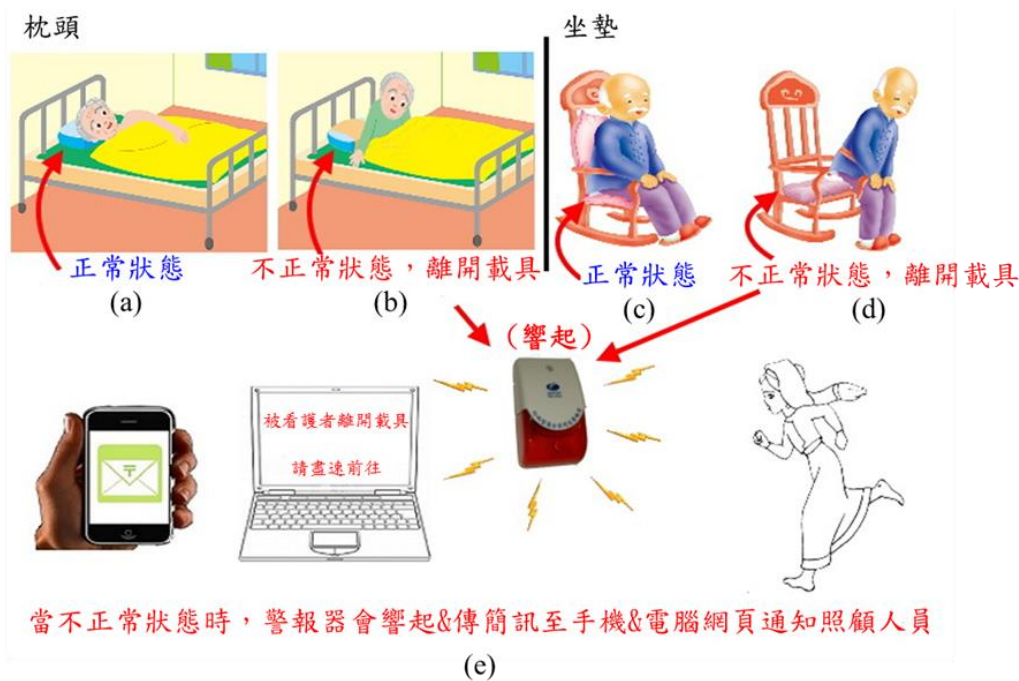 枕頭
坐墊
正常狀態
不正常狀態，離開載具
正常狀態
不正常狀態，離開載具
(a)
(b)
(c)
(d)
（響起）
被看護者離開載具
請盡速前往
當不正常狀態時，警報器會響起&傳簡訊至手機&電腦網頁通知照顧人員
(e)